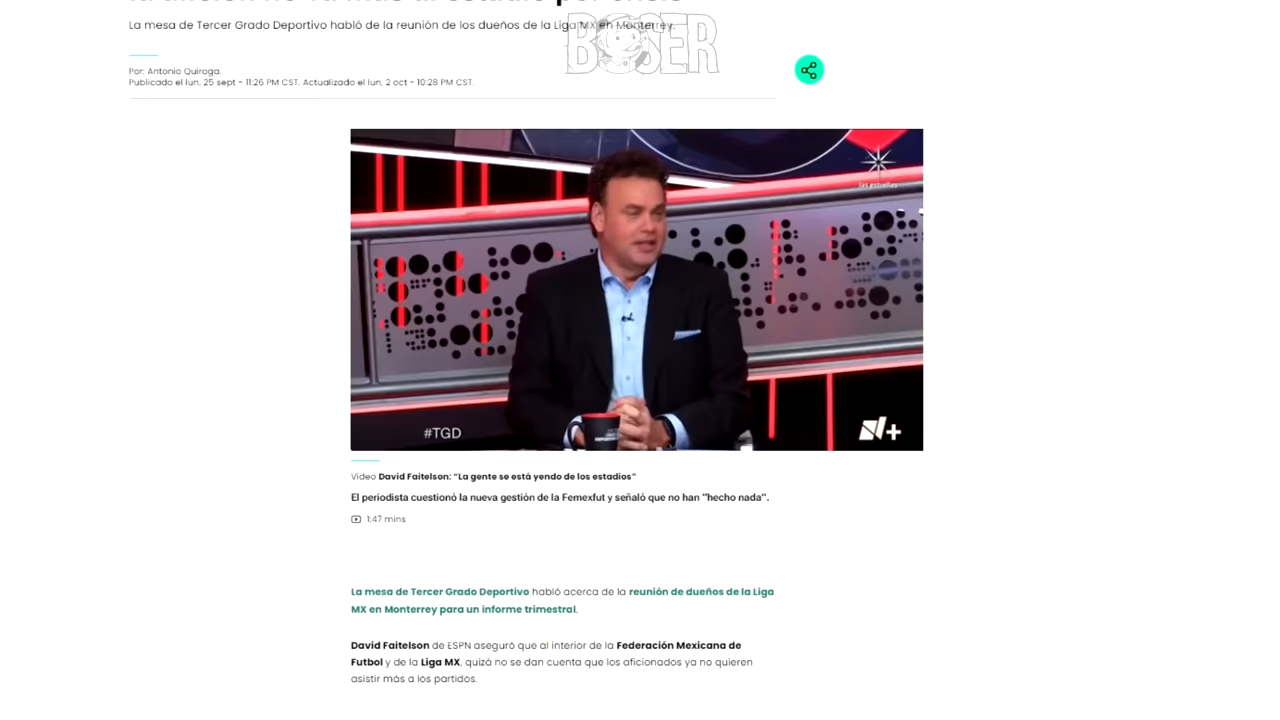 La mesa de Tercer Grado Deportivo habló de la reunión de los dueños de la Liga MX en Monterrey.
BOSER
Por: Antonio Quiroga.
Publicado el lun, 25 sept - 11:26 PM CST. Actualizado el lun, 2 oct - 10:28 PM CST.
las estrellas
#TGD
N+
Video David Faitelson: "La gente se está yendo de los estadios"
El periodista cuestionó la nueva gestión de la Femexfut y señaló que no han "hecho nada".
1:47 mins
La mesa de Tercer Grado Deportivo habló acerca de la reunión de dueños de la Liga
MX en Monterrey para un informe trimestral.
David Faitelson de ESPN aseguró que al interior de la Federación Mexicana de
Futbol y de la Liga MX, quizá no se dan cuenta que los aficionados ya no quieren
asistir más a los partidos.